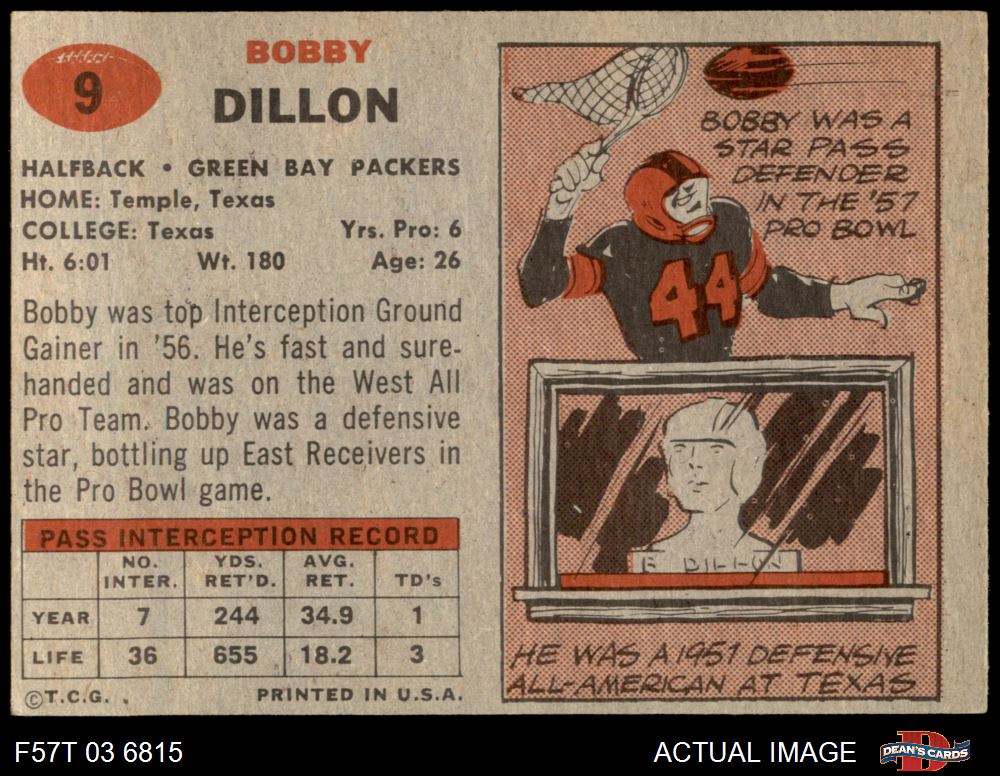 9
BOBBY
DILLON
HALFBACK • GREEN BAY PACKERS
HOME: Temple, Texas
COLLEGE: Texas Yrs. Pro: 6
Ht. 6:01 Wt. 180 Age: 26
Bobby was top Interception Ground
Gainer in '56. He's fast and sure-
handed and was on the West All
Pro Team. Bobby was a defensive
star, bottling up East Receivers in
the Pro Bowl game.
PASS INTERCEPTION RECORD
NO. INTER. YDS. RET'D. AVG. RET. TD's
YEAR 7 244 34.9 1
LIFE 36 655 18.2 3
©T.C.G. PRINTED IN U.S.A.
BOBBY WAS A
STAR PASS
DEFENDER
IN THE '57
PRO BOWL
44
B DILLON
HE WAS A 1951 DEFENSIVE
ALL-AMERICAN AT TEXAS
F57T 03 6815
ACTUAL IMAGE
D
DEAN'S CARDS